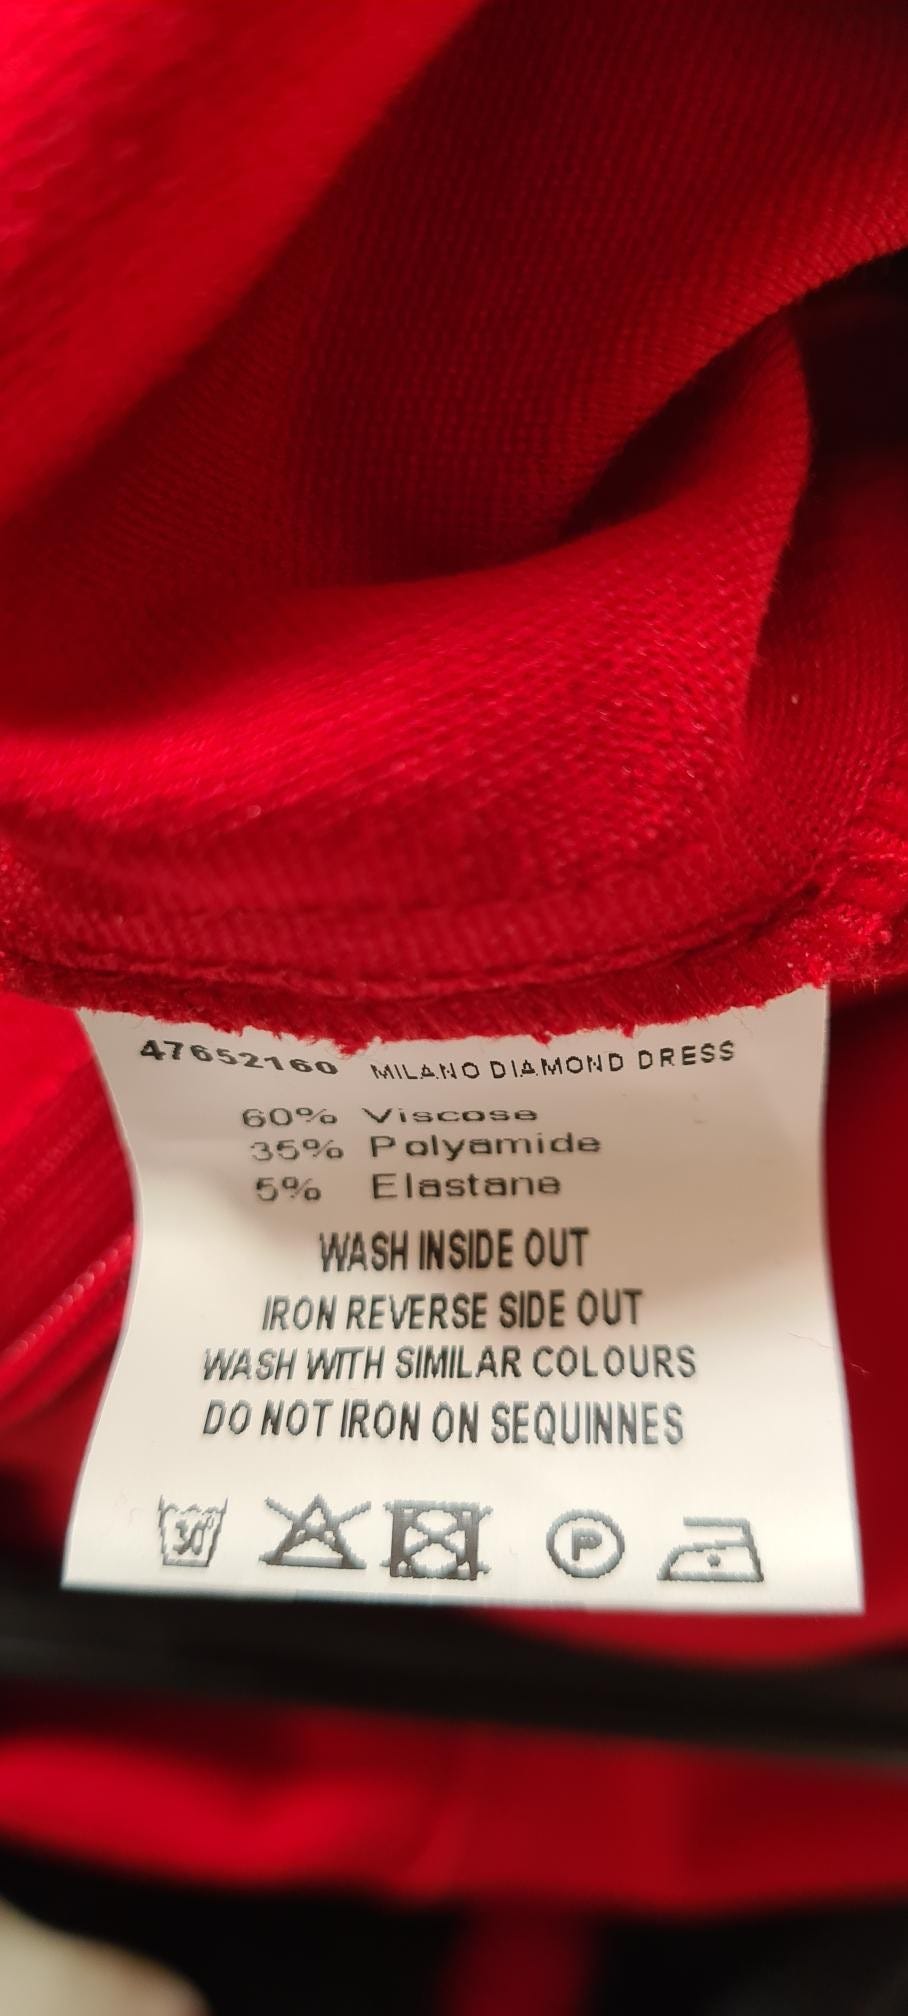 47652160 MILANO DIAMOND DRESS
60% Viscose
35% Polyamide
5% Elastane
WASH INSIDE OUT
IRON REVERSE SIDE OUT
WASH WITH SIMILAR COLOURS
DO NOT IRON ON SEQUINNES
30° P